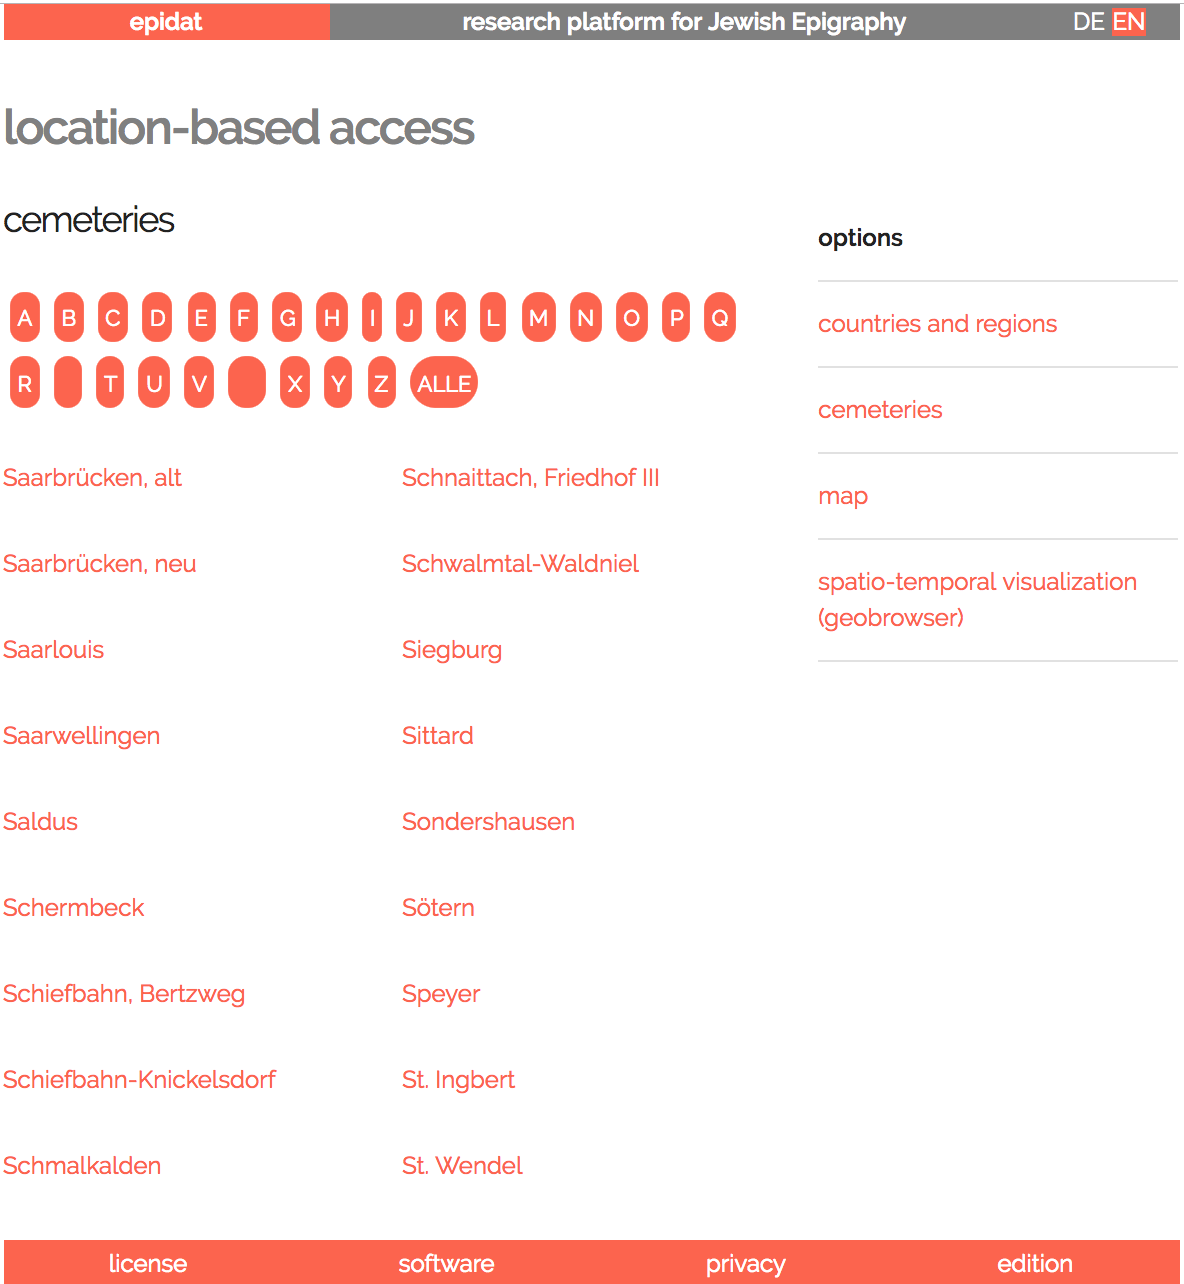 epidat research platform for Jewish Epigraphy DE EN
location-based access
cemeteries
A B C D E F G H I J K L M N O P Q
R T U V X Y Z ALLE
Saarbrücken, alt
Saarbrücken, neu
Saarlouis
Saarwellingen
Saldus
Schermbeck
Schiefbahn, Bertzweg
Schiefbahn-Knickelsdorf
Schmalkalden
Schnaittach, Friedhof III
Schwalmtal-Waldniel
Siegburg
Sittard
Sondershausen
Sötern
Speyer
St. Ingbert
St. Wendel
options
countries and regions
cemeteries
map
spatio-temporal visualization
(geobrowser)
license software privacy edition